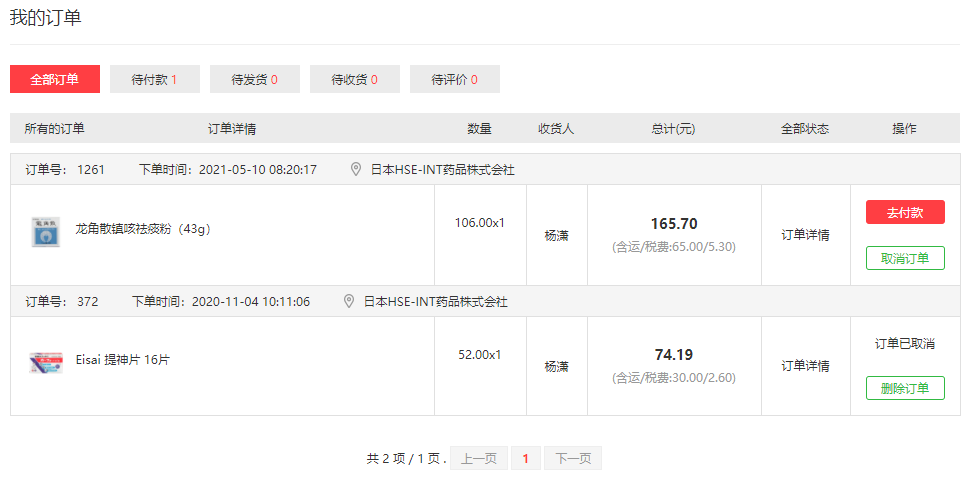 我的订单
全部订单 待付款 1 待发货 0 待收货 0 待评价 0
所有的订单 订单详情 数量 收货人 总计(元) 全部状态 操作
订单号： 1261 下单时间：2021-05-10 08:20:17 日本HSE-INT药品株式会社
龙角散镇咳祛痰粉（43g） 106.00x1 杨潇 165.70 订单详情 去付款
(含运/税费:65.00/5.30) 取消订单
订单号： 372 下单时间：2020-11-04 10:11:06 日本HSE-INT药品株式会社
Eisai 提神片 16片 52.00x1 杨潇 74.19 订单详情 订单已取消
(含运/税费:30.00/2.60) 删除订单
共 2 项 / 1 页 . 上一页 1 下一页